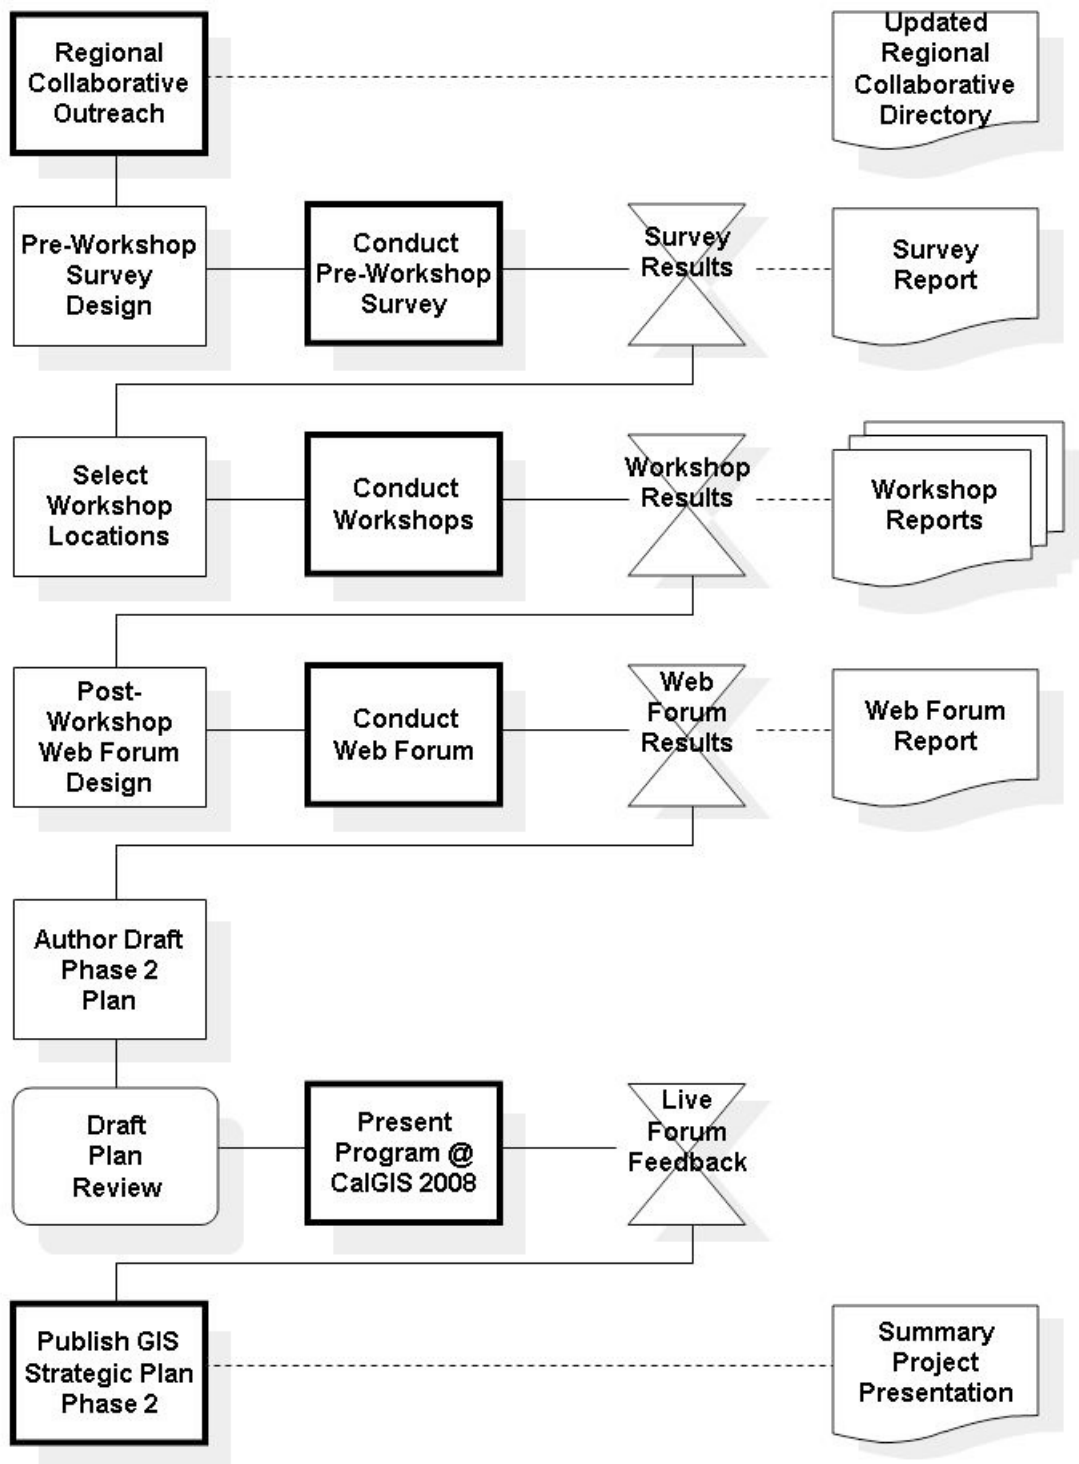 Regional
Collaborative
Outreach
Updated
Regional
Collaborative
Directory
Pre-Workshop
Survey
Design
Conduct
Pre-Workshop
Survey
Survey
Results
Survey
Report
Select
Workshop
Locations
Conduct
Workshops
Workshop
Results
Workshop
Reports
Post-
Workshop
Web Forum
Design
Conduct
Web Forum
Web
Forum
Results
Web Forum
Report
Author Draft
Phase 2
Plan
Draft
Plan
Review
Present
Program @
CalGIS 2008
Live
Forum
Feedback
Publish GIS
Strategic Plan
Phase 2
Summary
Project
Presentation